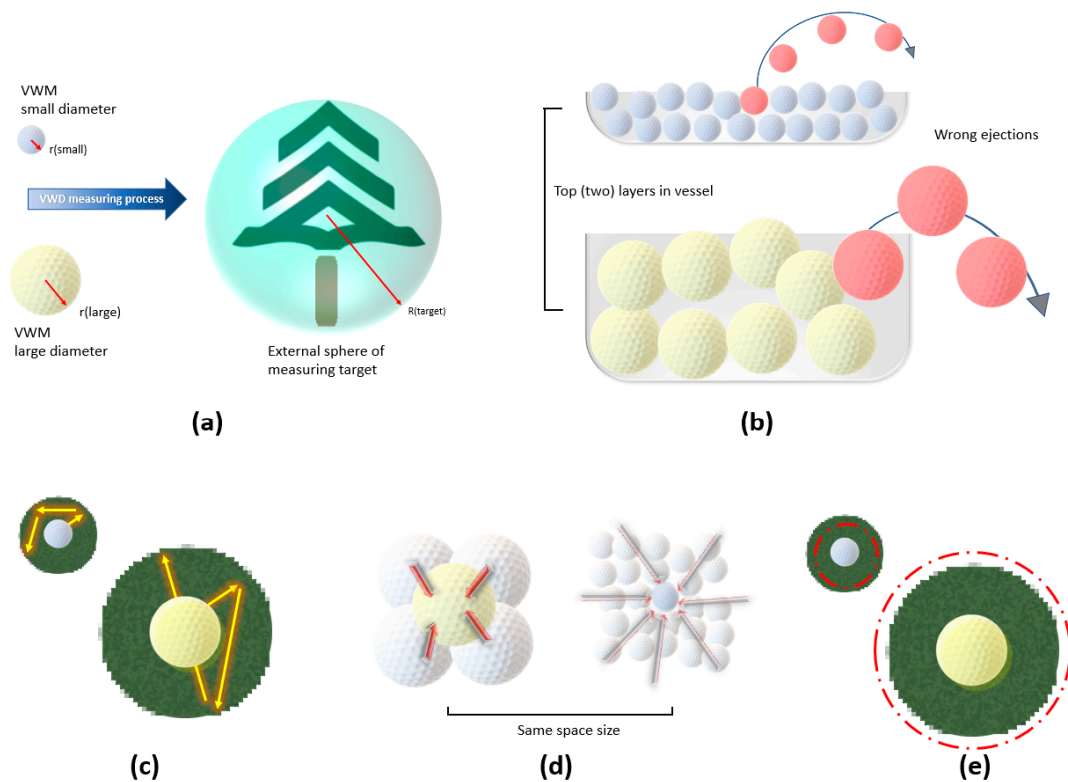 VWM
small diameter
r(small)
VWD measuring process
r(large)
VWM
large diameter
R(target)
External sphere of
measuring target
(a)
Wrong ejections
Top (two) layers in vessel
(b)
(c)
Same space size
(d)
(e)